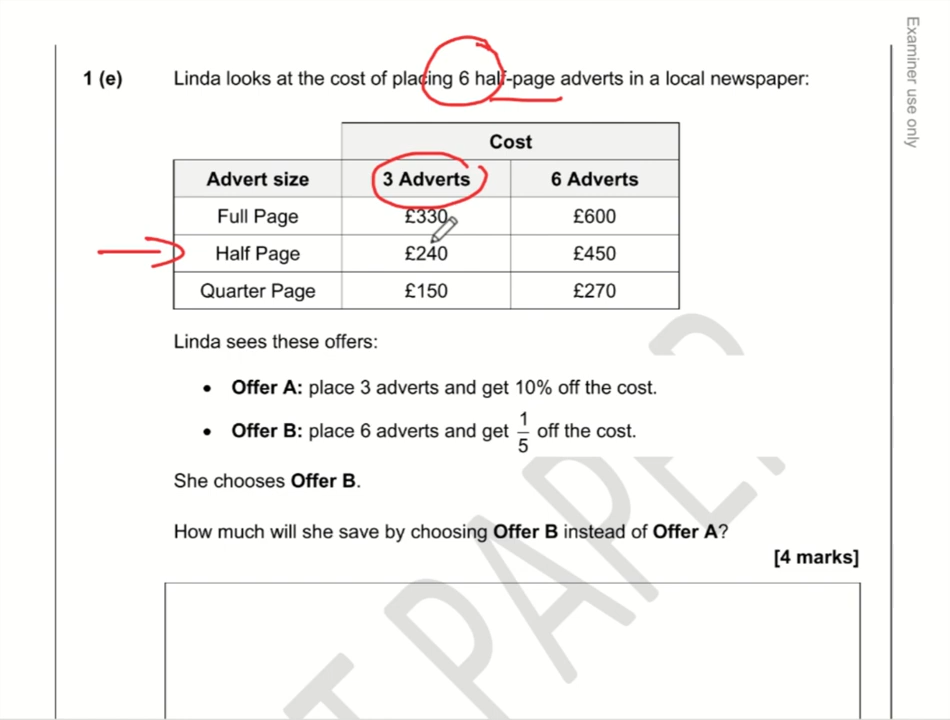 Examiner use only
1 (e) Linda looks at the cost of placing 6 half-page adverts in a local newspaper:
Cost
Advert size 3 Adverts 6 Adverts
Full Page £330 £600
Half Page £240 £450
Quarter Page £150 £270
Linda sees these offers:
• Offer A: place 3 adverts and get 10% off the cost.
• Offer B: place 6 adverts and get 1/5 off the cost.
She chooses Offer B.
How much will she save by choosing Offer B instead of Offer A?
[4 marks]
T PAPER